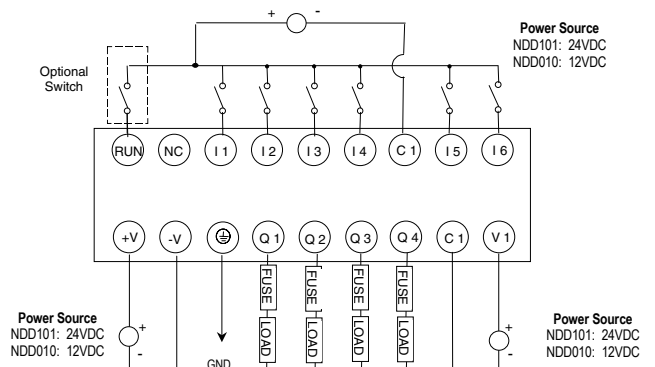 + -
Power Source
NDD101: 24VDC
NDD010: 12VDC
Optional
Switch
RUN NC I 1 I 2 I 3 I 4 C 1 I 5 I 6
+V -V Q 1 Q 2 Q 3 Q 4 C 1 V 1
FUSE FUSE FUSE FUSE
LOAD LOAD LOAD LOAD
Power Source
NDD101: 24VDC
NDD010: 12VDC
+
-
GND
+
-
Power Source
NDD101: 24VDC
NDD010: 12VDC